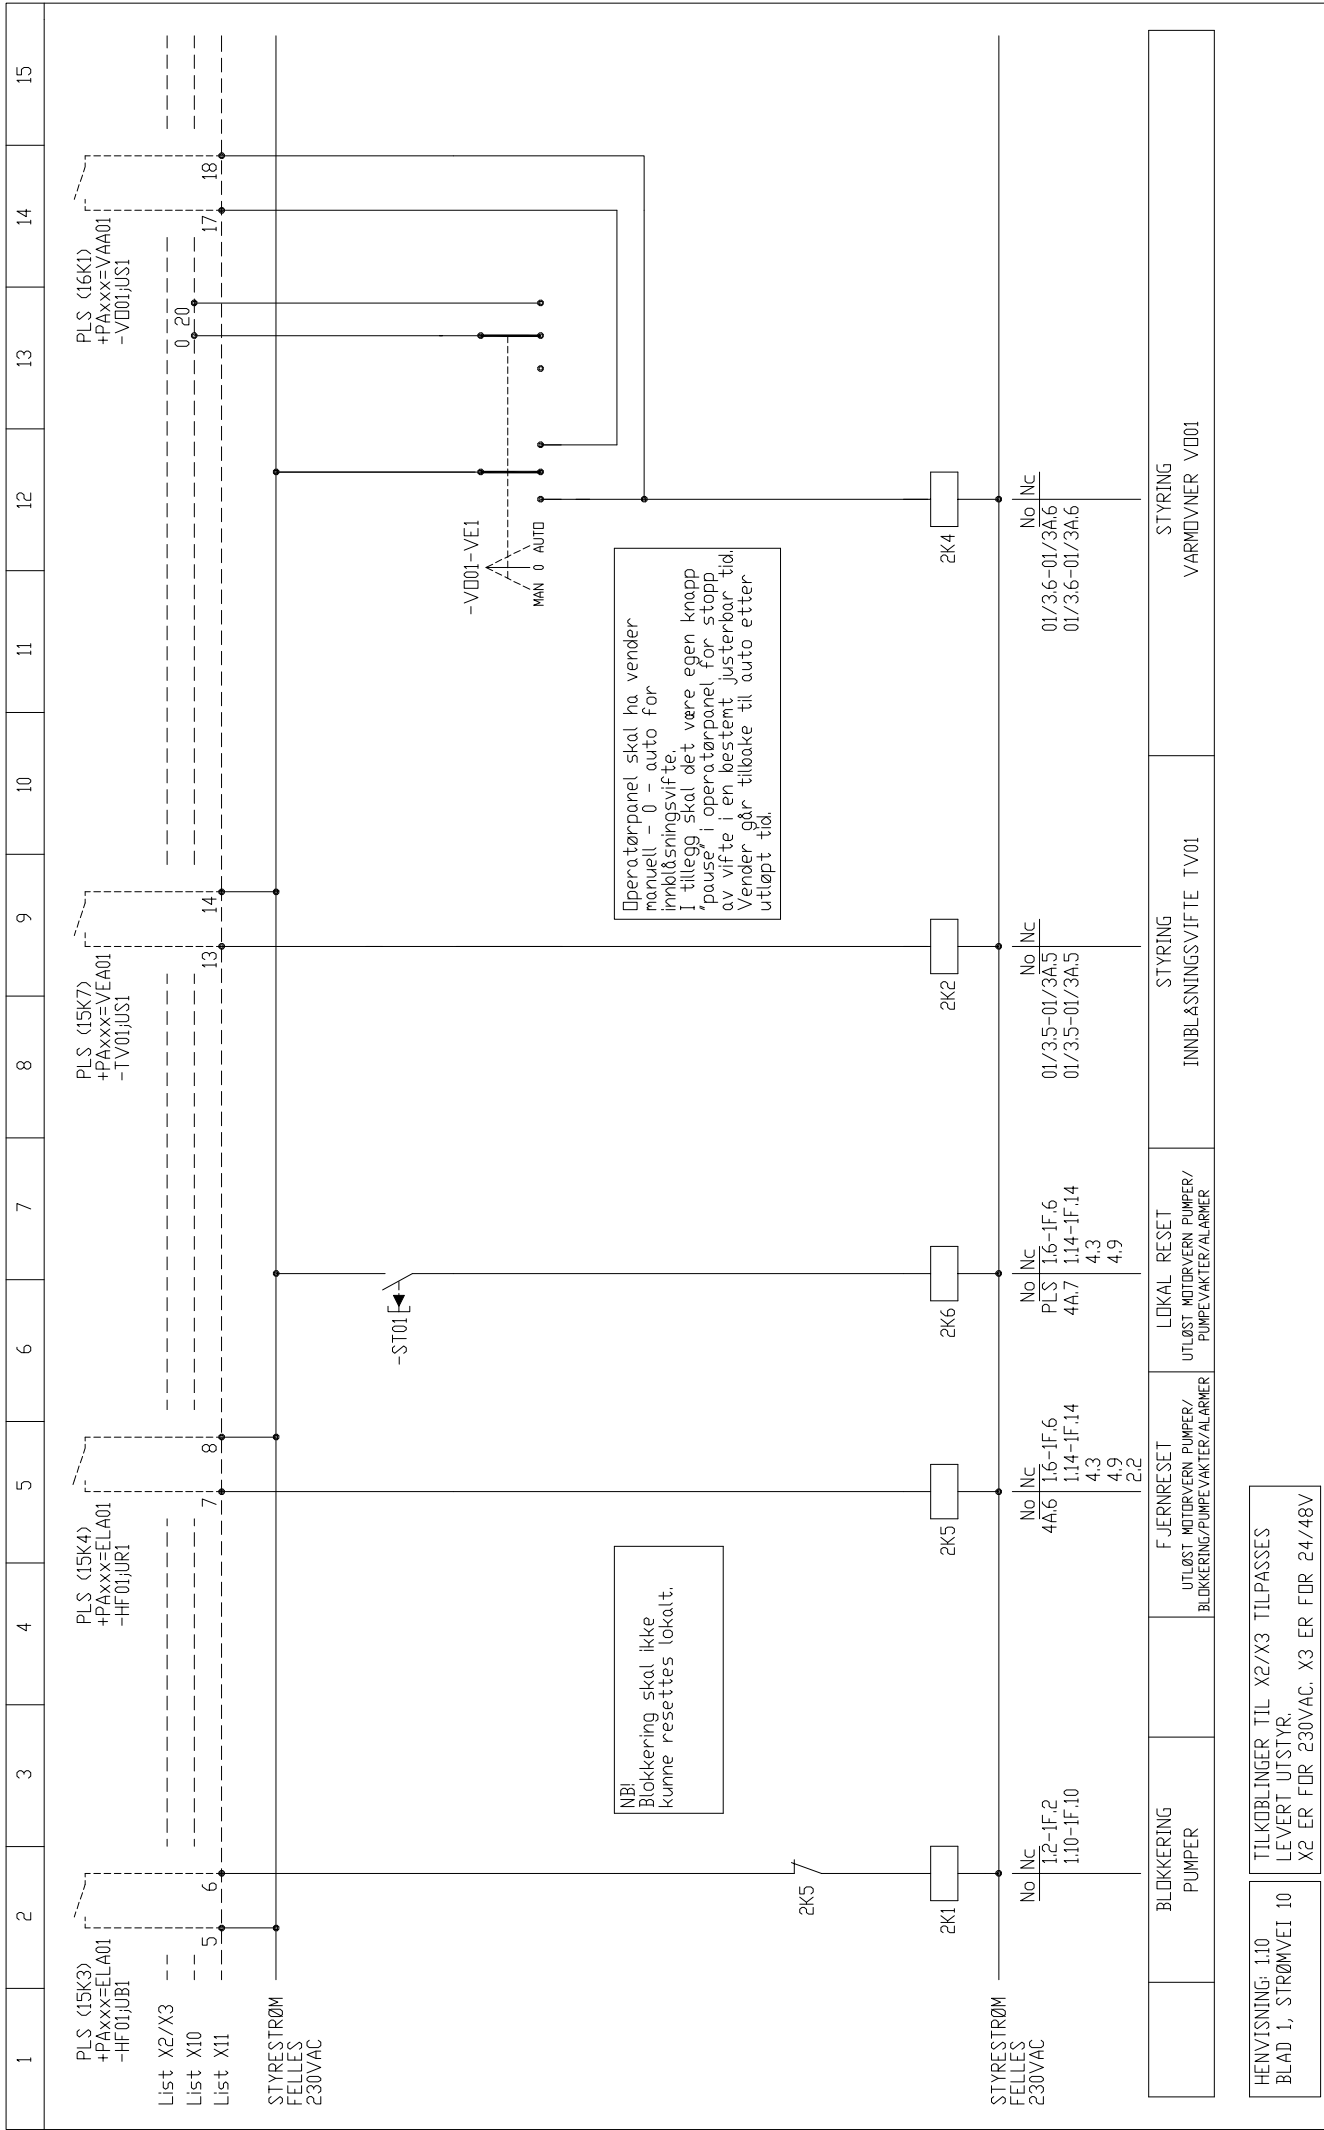 1 2 3 4 5 6 7 8 9 10 11 12 13 14 15
PLS (15K3)
+PAxxx=ELA01
-HF01;UB1
PLS (15K4)
+PAxxx=ELA01
-HF01;UR1
PLS (15K7)
+PAxxx=VEA01
-TV01;US1
PLS (16K1)
+PAxxx=VAA01
-VO01;US1
List X2/X3
List X10
0 20
List X11
5 6 7 8 13 14 17 18
STYRESTRØM
FELLES
230VAC
-ST01
-VO01-VE1
MAN 0 AUTO
NB!
Blokkering skal ikke
kunne resettes lokalt.
Operatørpanel skal ha vender
manuell - 0 - auto for
innblåsningsvifte.
I tillegg skal det være egen knapp
"pause" i operatørpanel for stopp
av vifte i en bestemt justerbar tid.
Vender går tilbake til auto etter
utløpt tid.
2K5
2K1
2K5
2K6
2K2
2K4
STYRESTRØM
FELLES
230VAC
No Nc
1.2-1F.2
1.10-1F.10
No Nc
4A.6 1.6-1F.6
1.14-1F.14
4.3
4.9
2.2
No Nc
PLS 1.6-1F.6
4A.7 1.14-1F.14
4.3
4.9
No Nc
01/3.5-01/3A.5
01/3.5-01/3A.5
No Nc
01/3.6-01/3A.6
01/3.6-01/3A.6
BLOKKERING
PUMPER
FJERNRESET
UTLØST MOTORVERN PUMPER/
BLOKKERING/PUMPEVAKTER/ALARMER
LOKAL RESET
UTLØST MOTORVERN PUMPER/
PUMPEVAKTER/ALARMER
STYRING
INNBLÅSNINGSVIFTE TV01
STYRING
VARMOVNER VO01
HENVISNING: 1.10
BLAD 1, STRØMVEI 10
TILKOBLINGER TIL X2/X3 TILPASSES
LEVERT UTSTYR.
X2 ER FOR 230VAC. X3 ER FOR 24/48V